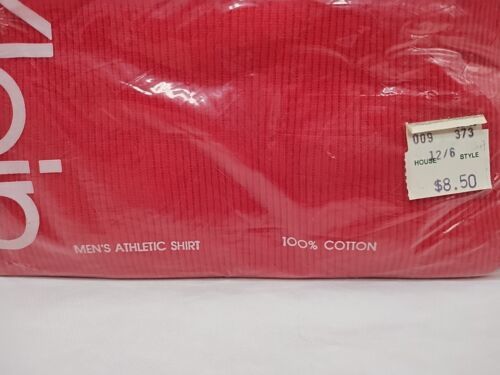 MEN'S ATHLETIC SHIRT
100% COTTON
009 373
12/6
HOUSE STYLE
$8.50